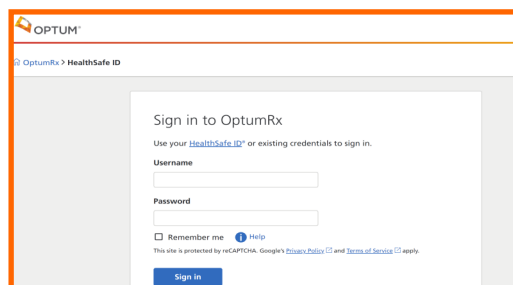 OPTUM™
OptumRx > HealthSafe ID
Sign in to OptumRx
Use your HealthSafe ID® or existing credentials to sign in.
Username
Password
Remember me Help
This site is protected by reCAPTCHA. Google's Privacy Policy and Terms of Service apply.
Sign in